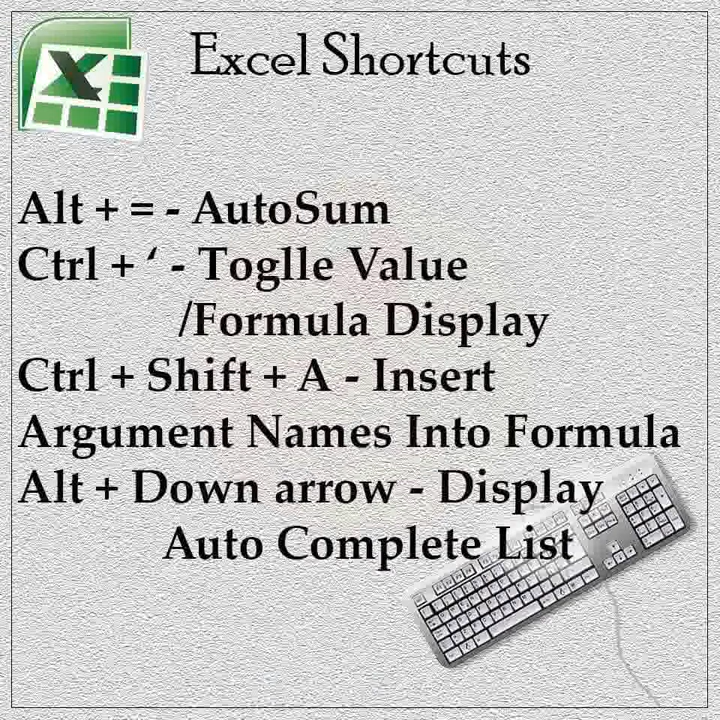 Excel Shortcuts
Alt + = - AutoSum
Ctrl + ‘ - Toglle Value
/Formula Display
Ctrl + Shift + A - Insert
Argument Names Into Formula
Alt + Down arrow - Display
Auto Complete List